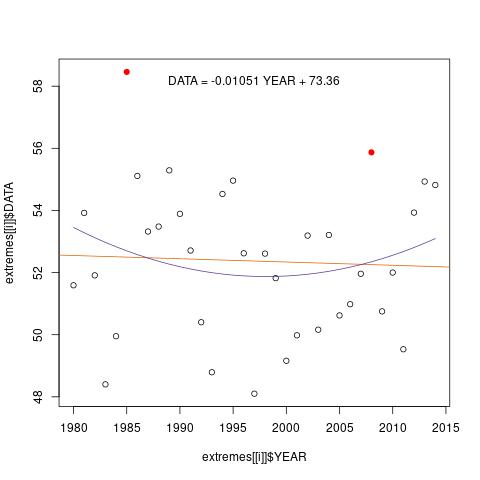 DATA = -0.01051 YEAR + 73.36
extremes[[i]]$DATA
58
56
54
52
50
48
1980 1985 1990 1995 2000 2005 2010 2015
extremes[[i]]$YEAR